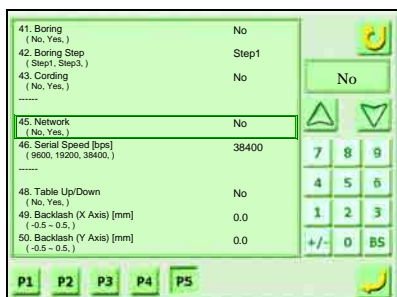 41. Boring No
( No, Yes, )
42. Boring Step Step1
( Step1, Step3, )
43. Cording No
( No, Yes, )
------
45. Network No
( No, Yes, )
46. Serial Speed [bps] 38400
( 9600, 19200, 38400, )
------
48. Table Up/Down No
( No, Yes, )
49. Backlash (X Axis) [mm] 0.0
( -0.5 ~ 0.5, )
50. Backlash (Y Axis) [mm] 0.0
( -0.5 ~ 0.5, )
No
7 8 9
4 5 6
1 2 3
+/- 0 BS
P1 P2 P3 P4 P5